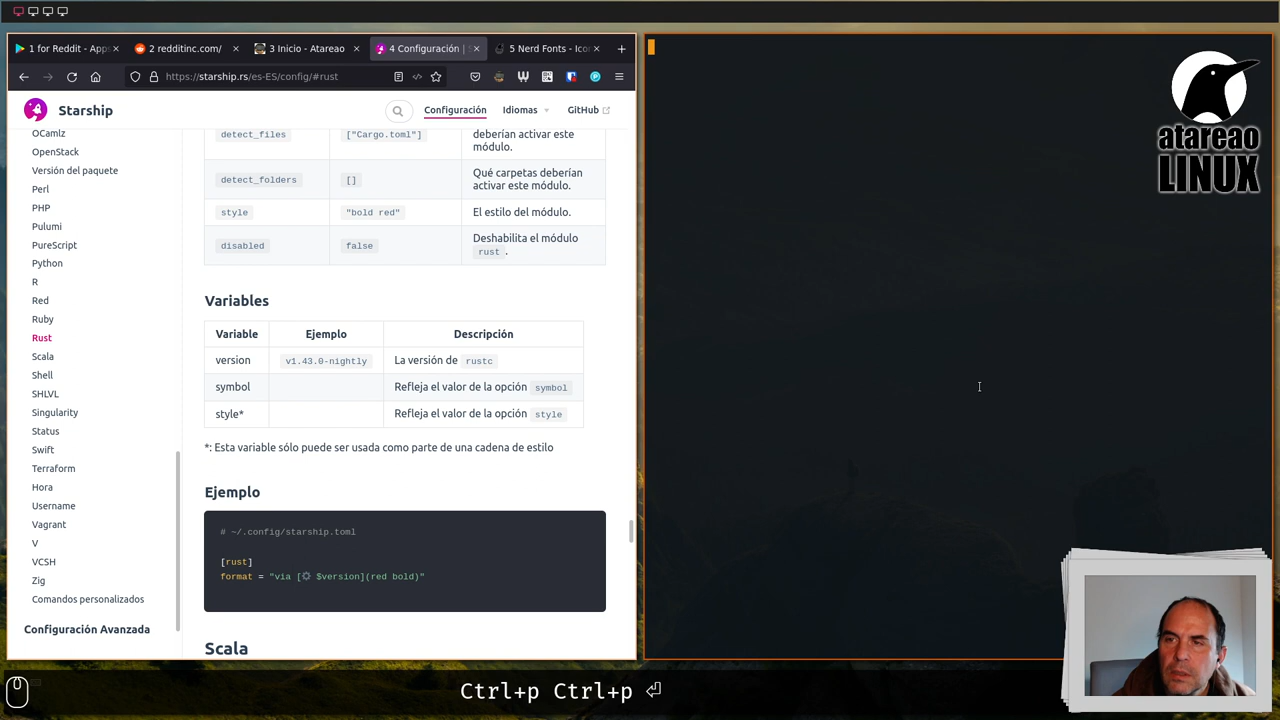 1 for Reddit - App
2 redditinc.com/
3 Inicio - Atareao
4 Configuración | S
5 Nerd Fonts - Ico
https://starship.rs/es-ES/config/#rust
Starship
Configuración
Idiomas
GitHub
OCamlz
OpenStack
Versión del paquete
Perl
PHP
Pulumi
PureScript
Python
R
Red
Ruby
Rust
Scala
Shell
SHLVL
Singularity
Status
Swift
Terraform
Hora
Username
Vagrant
V
VCSH
Zig
Comandos personalizados
Configuración Avanzada
detect_files ["Cargo.toml"] deberían activar este
módulo.
detect_folders [] Qué carpetas deberían
activar este módulo.
style "bold red" El estilo del módulo.
disabled false Deshabilita el módulo
rust .
Variables
Variable Ejemplo Descripción
version v1.43.0-nightly La versión de rustc
symbol Refleja el valor de la opción symbol
style* Refleja el valor de la opción style
*: Esta variable sólo puede ser usada como parte de una cadena de estilo
Ejemplo
# ~/.config/starship.toml
[rust]
format = "via [⚙️ $version](red bold)"
Scala
atareao
LINUX
Ctrl+p Ctrl+p ⏎